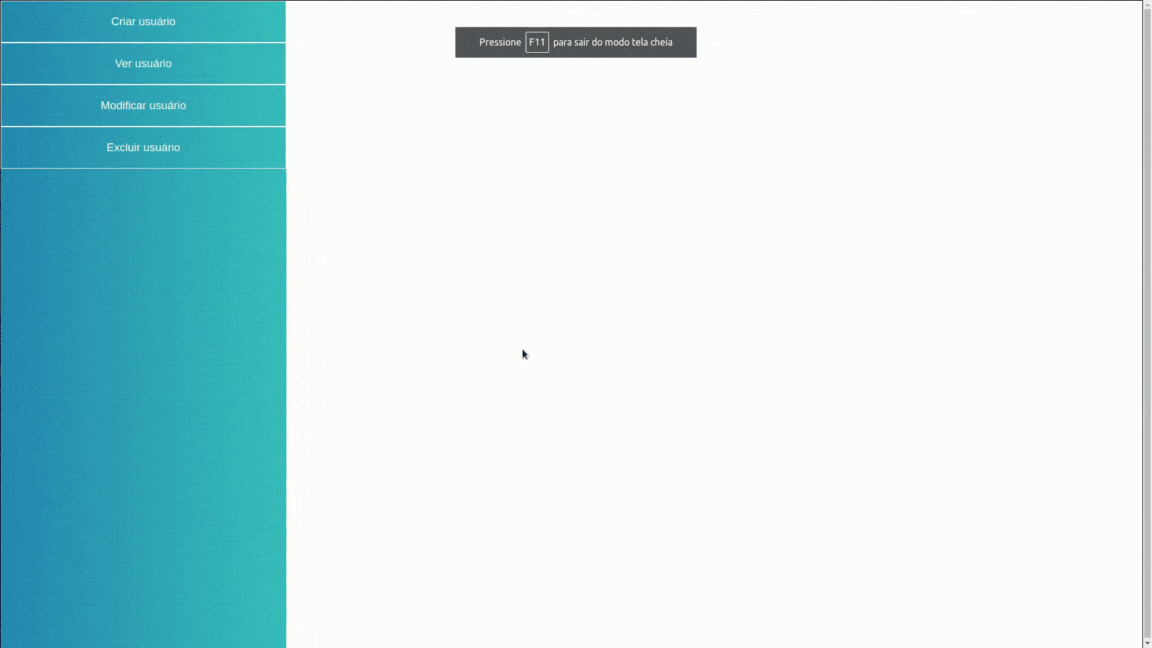 Criar usuário
Pressione F11 para sair do modo tela cheia
Ver usuário
Modificar usuário
Excluir usuário